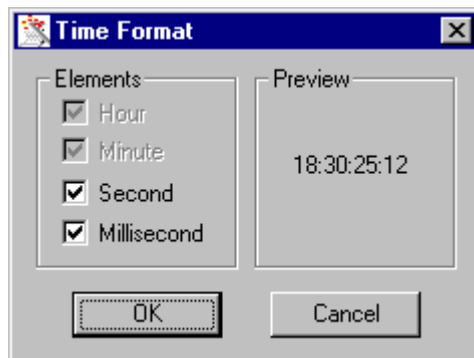 Time Format
Elements
Hour
Minute
Second
Millisecond
Preview
18:30:25:12
OK
Cancel